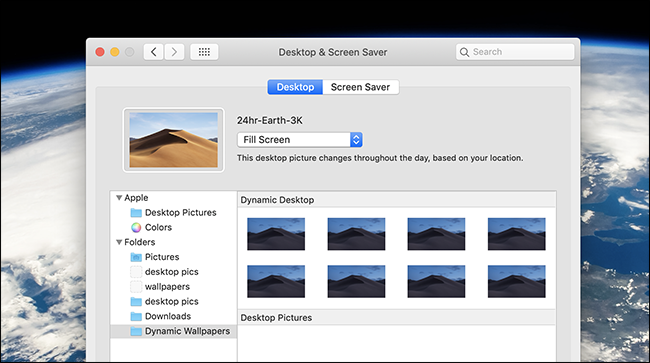 Desktop & Screen Saver
Search
Desktop
Screen Saver
24hr-Earth-3K
Fill Screen
This desktop picture changes throughout the day, based on your location.
Apple
Desktop Pictures
Colors
Folders
Pictures
desktop pics
wallpapers
desktop pics
Downloads
Dynamic Wallpapers
Dynamic Desktop
Desktop Pictures